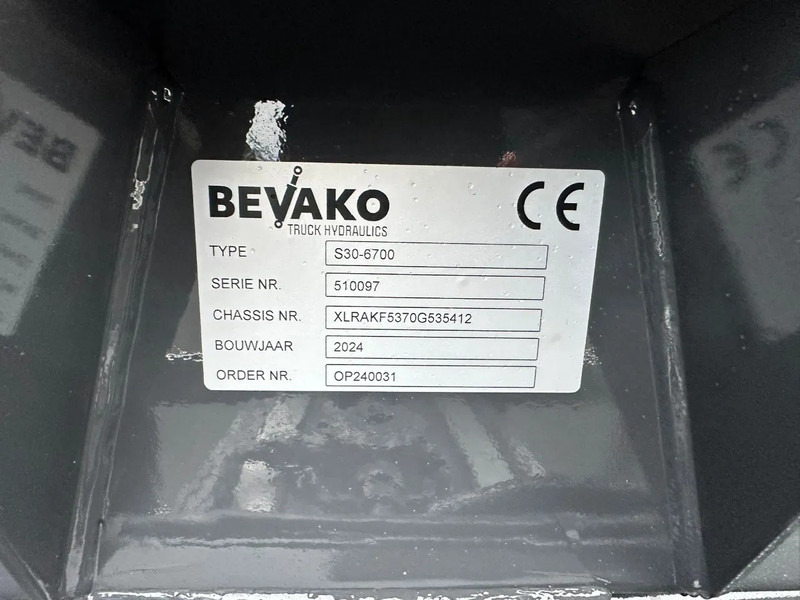 BEVAKO CE
TRUCK HYDRAULICS
TYPE S30-6700
SERIE NR. 510097
CHASSIS NR. XLRAKF5370G535412
BOUWJAAR 2024
ORDER NR. OP240031